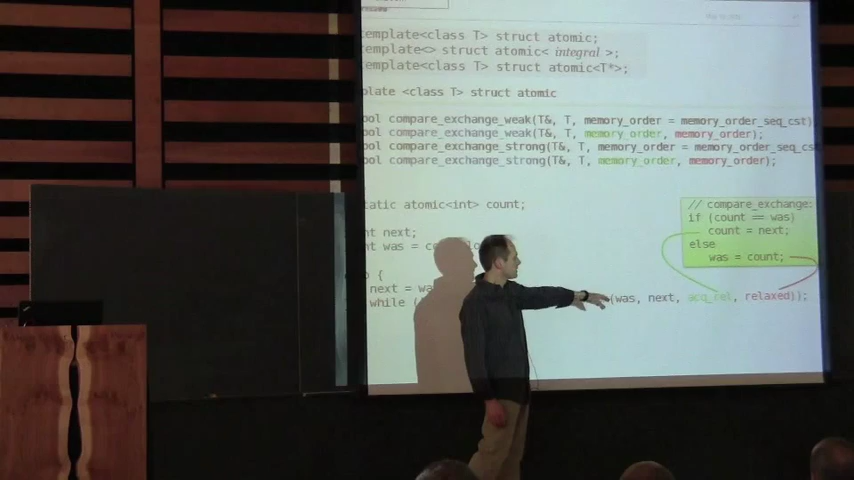 template<class T> struct atomic;
template<> struct atomic< integral >;
template<class T> struct atomic<T*>;
plate <class T> struct atomic
ool compare_exchange_weak(T&, T, memory_order = memory_order_seq_cst)
ool compare_exchange_weak(T&, T, memory_order, memory_order);
ool compare_exchange_strong(T&, T, memory_order = memory_order_seq_cst
ool compare_exchange_strong(T&, T, memory_order, memory_order);
tatic atomic<int> count;
// compare_exchange:
if (count == was)
count = next;
else
was = count;
nt next;
nt was = co
{
next = wa
while (
(was, next, acq_rel, relaxed));